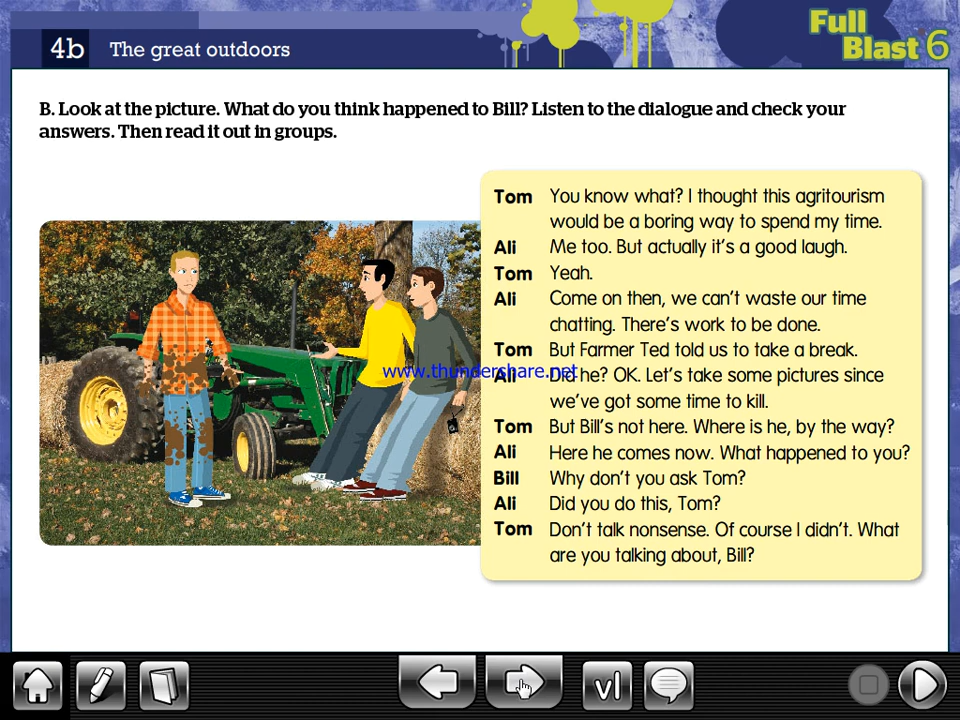 4b The great outdoors
Full
Blast 6
B. Look at the picture. What do you think happened to Bill? Listen to the dialogue and check your
answers. Then read it out in groups.
Tom You know what? I thought this agritourism
would be a boring way to spend my time.
Ali Me too. But actually it's a good laugh.
Tom Yeah.
Ali Come on then, we can't waste our time
chatting. There's work to be done.
Tom But Farmer Ted told us to take a break.
www.thundershare.net
Ali Did he? OK. Let's take some pictures since
we've got some time to kill.
Tom But Bill's not here. Where is he, by the way?
Ali Here he comes now. What happened to you?
Bill Why don't you ask Tom?
Ali Did you do this, Tom?
Tom Don't talk nonsense. Of course I didn't. What
are you talking about, Bill?
vl